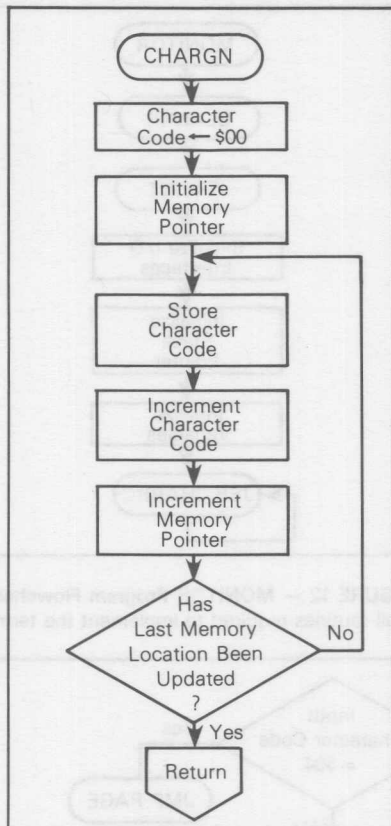 CHARGN
Character
Code ← $00
Initialize
Memory
Pointer
Store
Character
Code
Increment
Character
Code
Increment
Memory
Pointer
Has
Last Memory
Location Been
Updated
?
No
Yes
Return